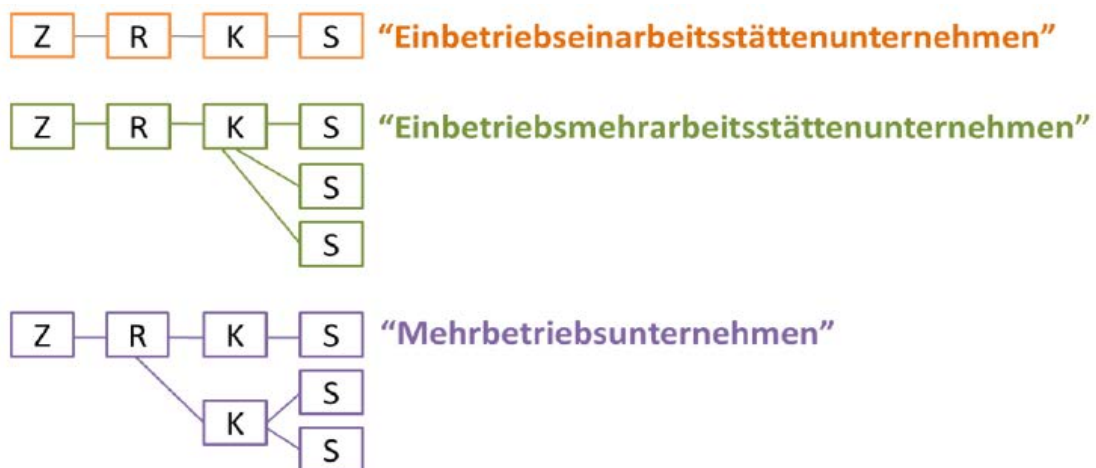 Z R K S “Einbetriebseinarbeitsstättenunternehmen”
Z R K S “Einbetriebsmehrarbeitsstättenunternehmen”
S
S
Z R K S “Mehrbetriebsunternehmen”
S
K
S